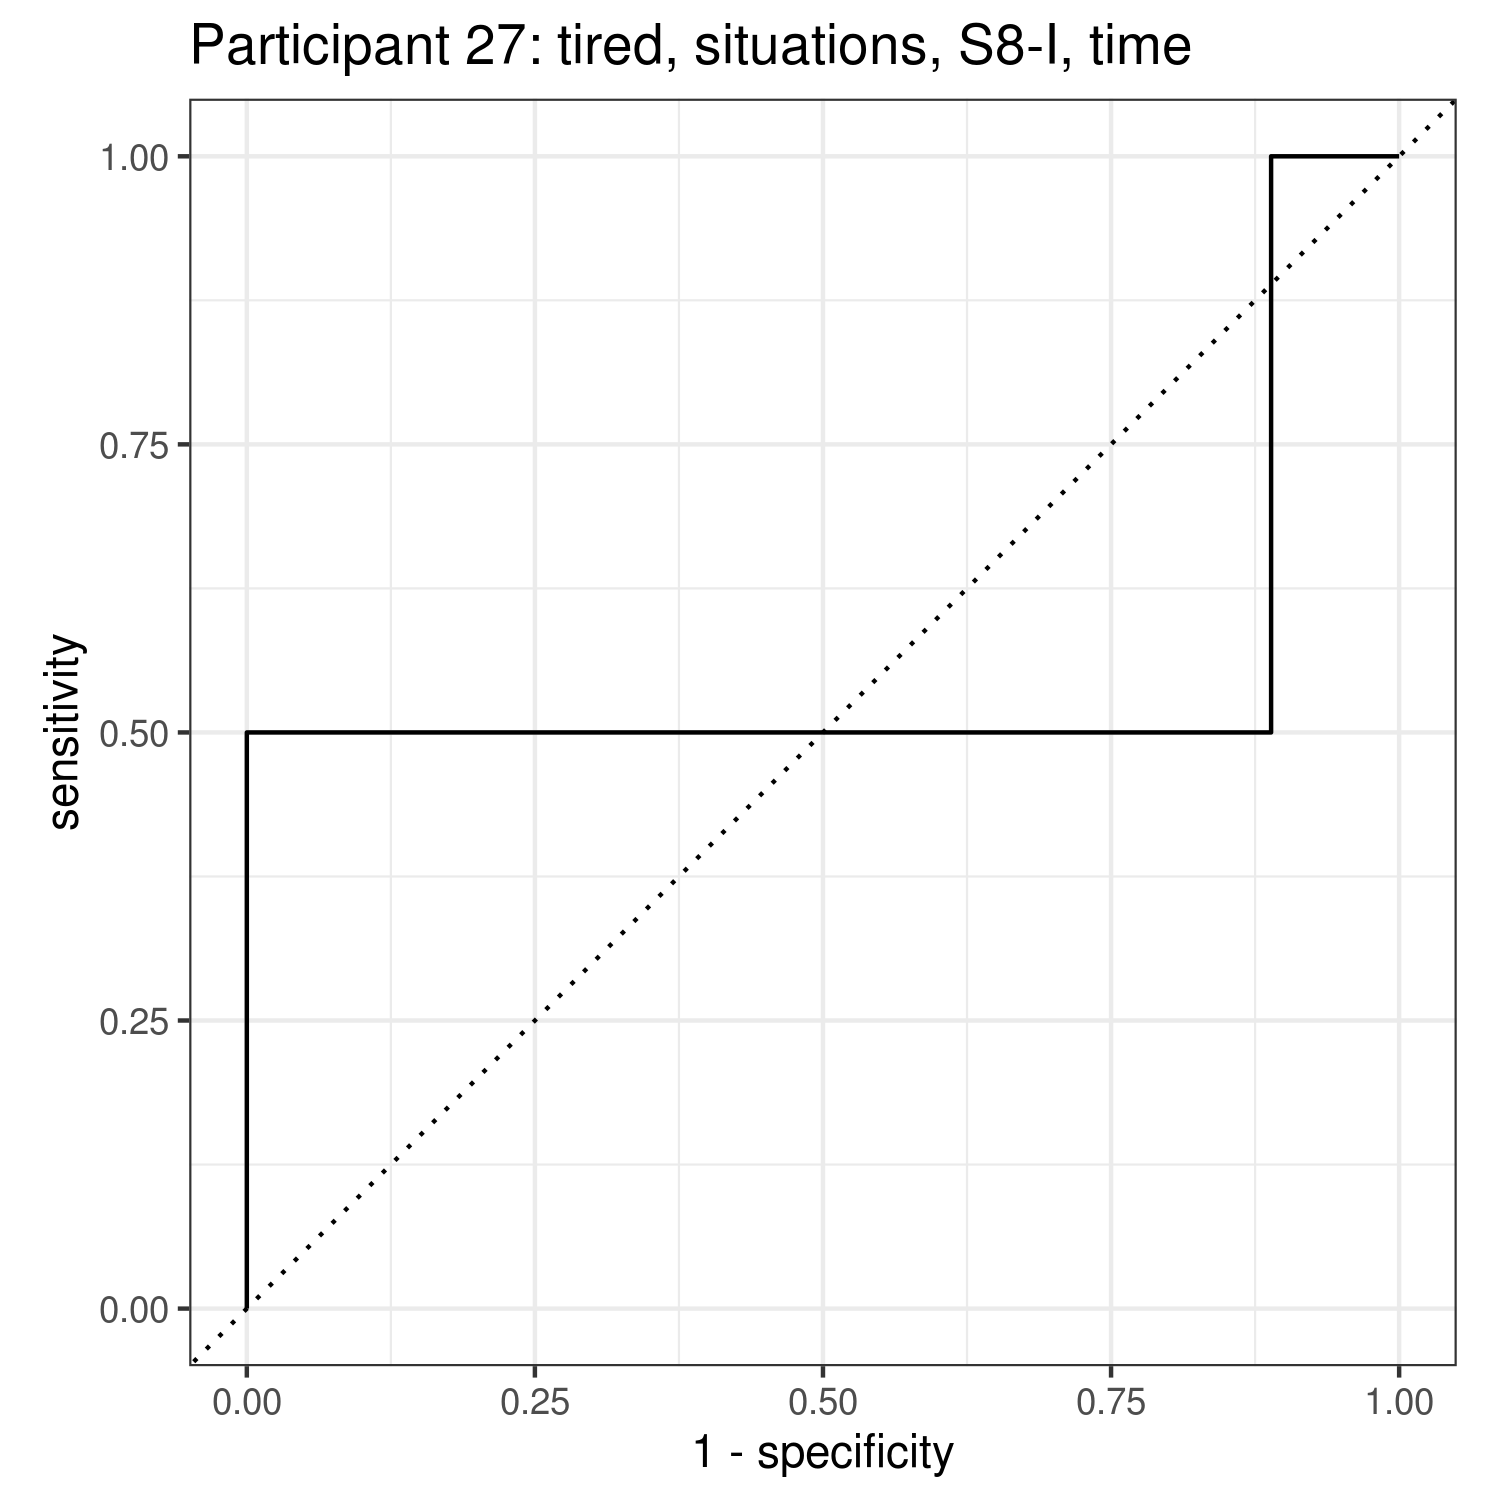 Participant 27: tired, situations, S8-I, time
1.00
0.75
0.50
0.25
0.00
sensitivity
0.00 0.25 0.50 0.75 1.00
1 - specificity